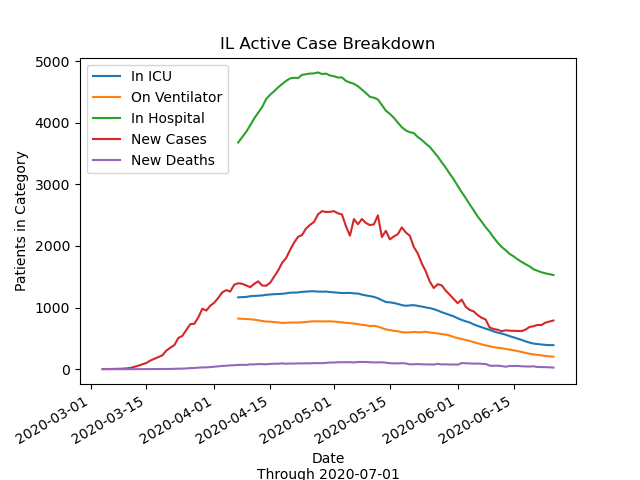 IL Active Case Breakdown
In ICU
On Ventilator
In Hospital
New Cases
New Deaths
Patients in Category
5000
4000
3000
2000
1000
0
2020-03-01
2020-03-15
2020-04-01
2020-04-15
2020-05-01
2020-05-15
2020-06-01
2020-06-15
Date
Through 2020-07-01